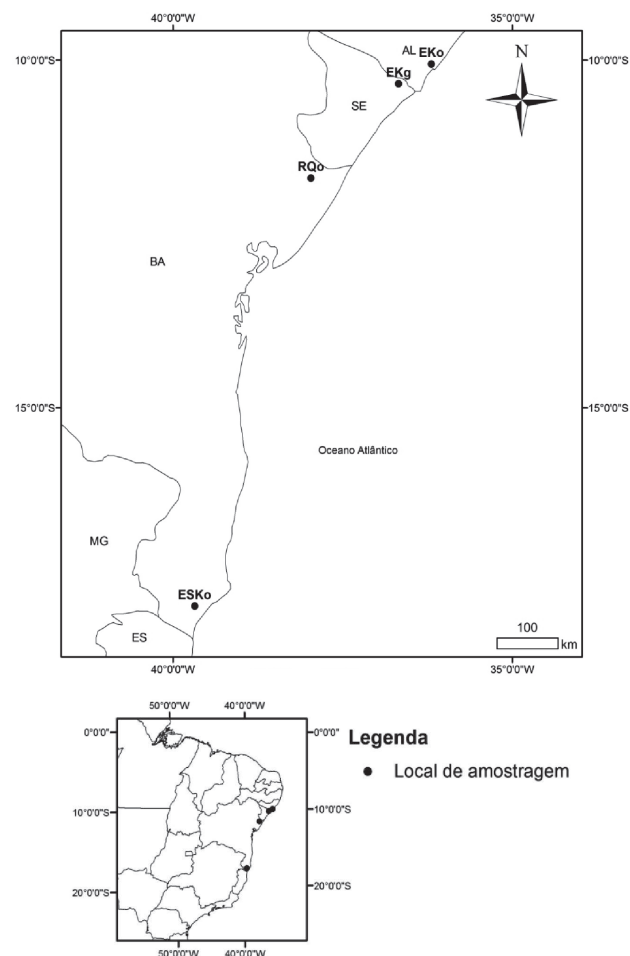 40°0'0"W 35°0'0"W
N
AL EKo
10°0'0"S 10°0'0"S
EKg
SE
RQo
BA
15°0'0"S 15°0'0"S
Oceano Atlântico
MG
ESKo
ES
100
km
40°0'0"W 35°0'0"W
50°0'0"W 40°0'0"W
0°0'0" 0°0'0"
Legenda
Local de amostragem
10°0'0"S 10°0'0"S
20°0'0"S 20°0'0"S
50°0'0"W 40°0'0"W